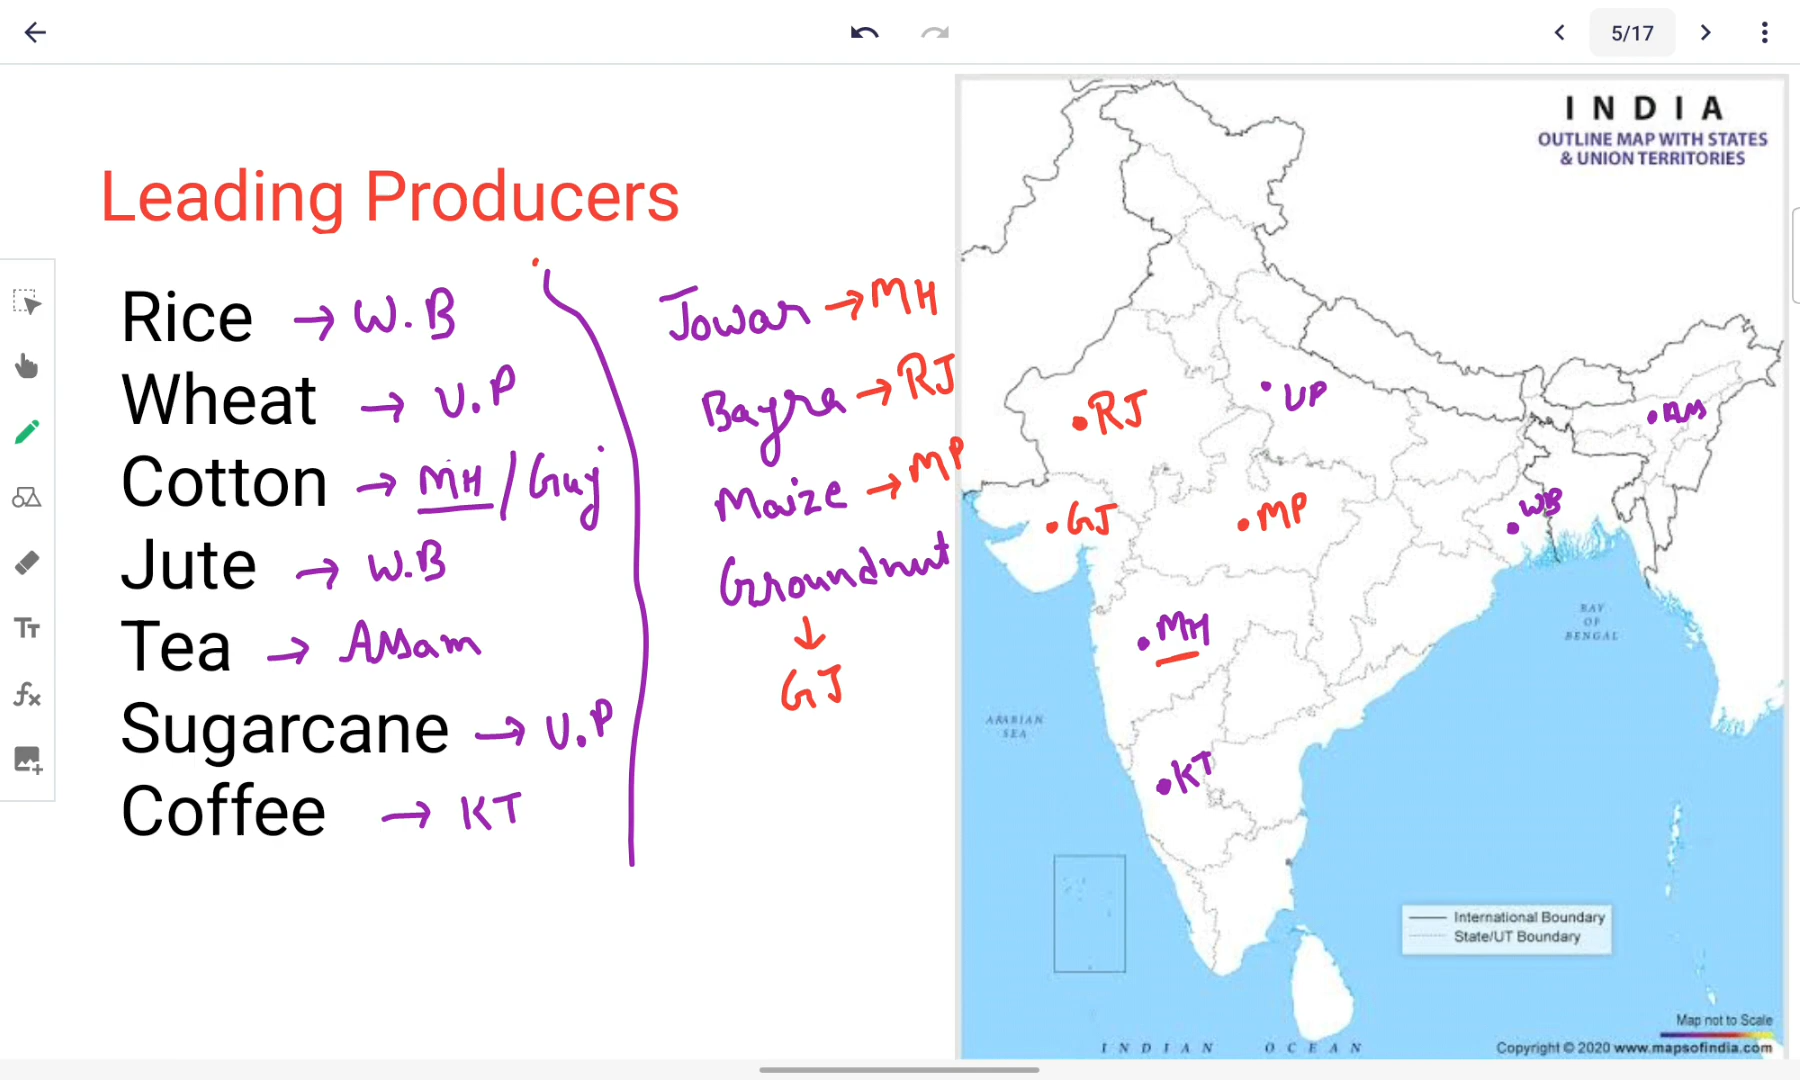 5/17
Leading Producers
Rice → W.B
Wheat → U.P
Cotton → MH / Guj
Jute → W.B
Tea → Assam
Sugarcane → U.P
Coffee → KT
Jowar → MH
Bayra → RJ
Maize → MP
Groundnut
↓
GJ
INDIA
OUTLINE MAP WITH STATES
& UNION TERRITORIES
RJ
UP
AM
GJ
MP
WB
MH
KT
BAY
OF
BENGAL
ARABIAN
SEA
International Boundary
State/UT Boundary
INDIAN OCEAN
Map not to Scale
Copyright © 2020 www.mapsofindia.com
Tт
fx